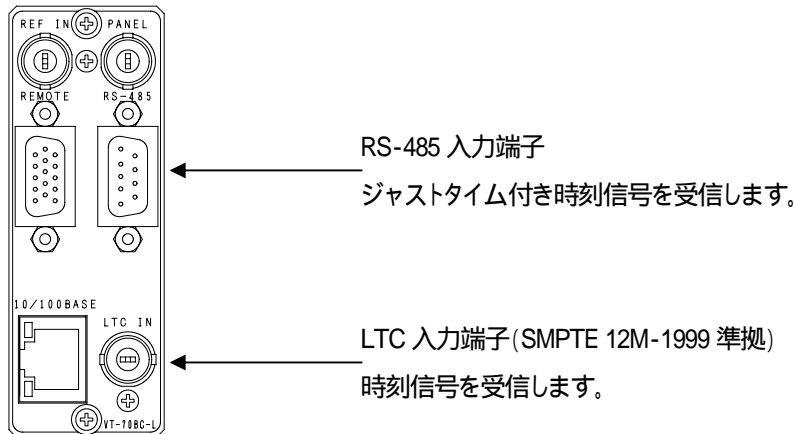 REF IN PANEL
REMOTE RS-485
RS-485 入力端子
ジャストタイム付き時刻信号を受信します。
10/100BASE
LTC IN
LTC 入力端子(SMPTE 12M-1999 準拠)
時刻信号を受信します。
VT-70BC-L